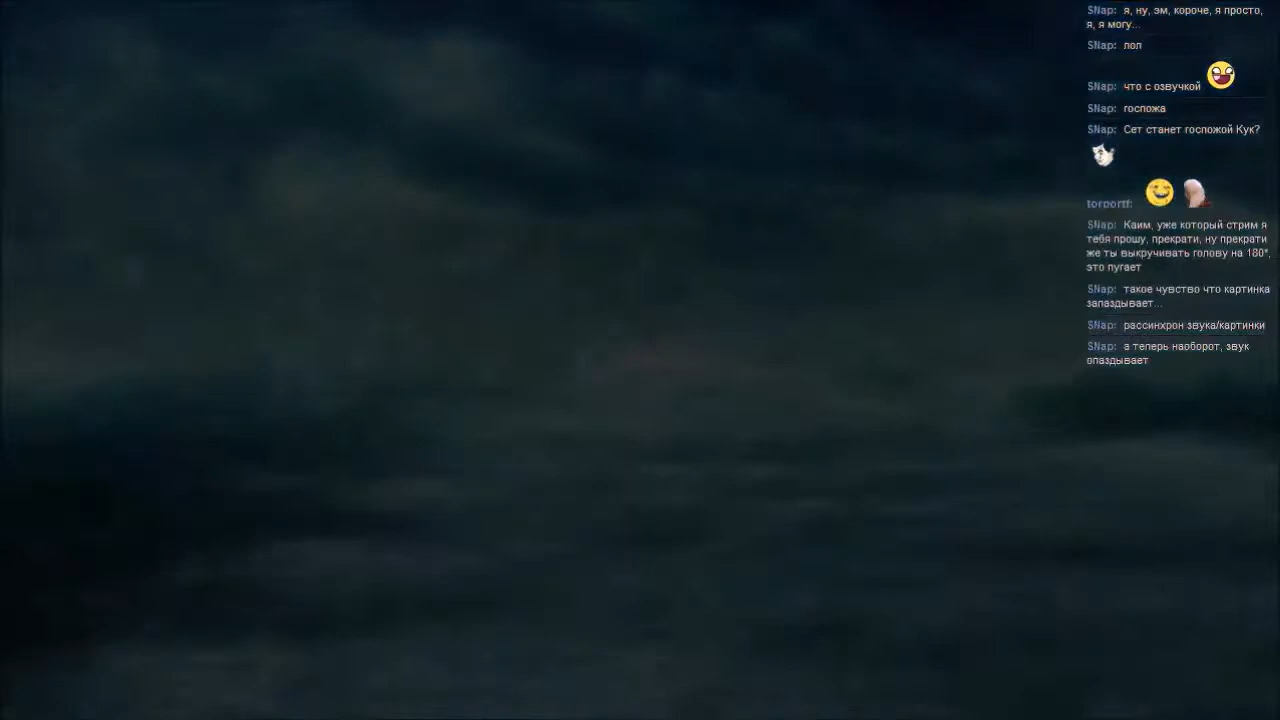 SNap: я, ну, эм, короче, я просто,
я, я могу...
SNap: лол
SNap: что с озвучкой
SNap: госпожа
SNap: Сет станет госпожой Кук?
torportf:
SNap: Каим, уже который стрим я
тебя прошу, прекрати, ну прекрати
же ты выкручивать голову на 180°,
это пугает
SNap: такое чувство что картинка
запаздывает...
SNap: рассинхрон звука/картинки
SNap: а теперь наоборот, звук
опаздывает